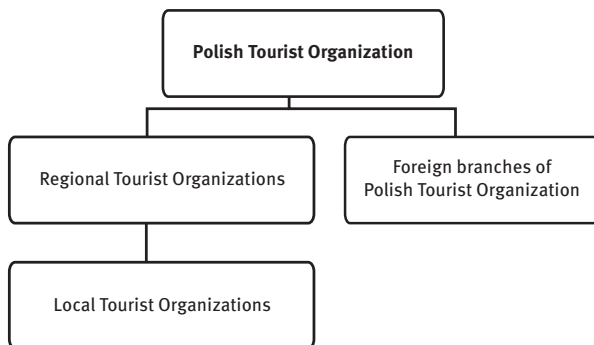 Polish Tourist Organization
Regional Tourist Organizations
Foreign branches of
Polish Tourist Organization
Local Tourist Organizations